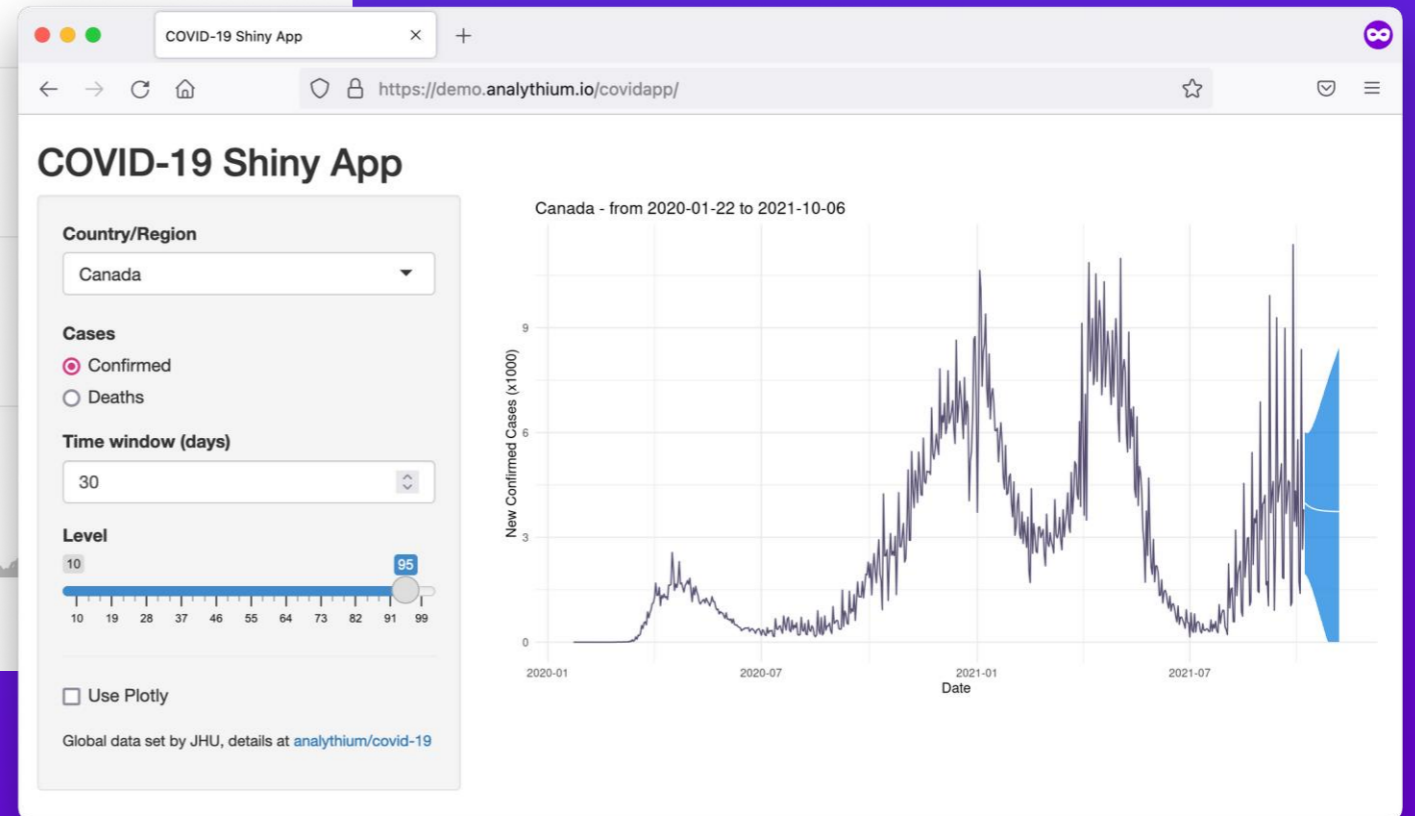 COVID-19 Shiny App
https://demo.analythium.io/covidapp/
COVID-19 Shiny App
Country/Region
Canada
Cases
Confirmed
Deaths
Time window (days)
30
Level
10
95
10 19 28 37 46 55 64 73 82 91 99
Use Plotly
Global data set by JHU, details at analythium/covid-19
Canada - from 2020-01-22 to 2021-10-06
New Confirmed Cases (x1000)
9
6
3
0
2020-01 2020-07 2021-01 2021-07
Date